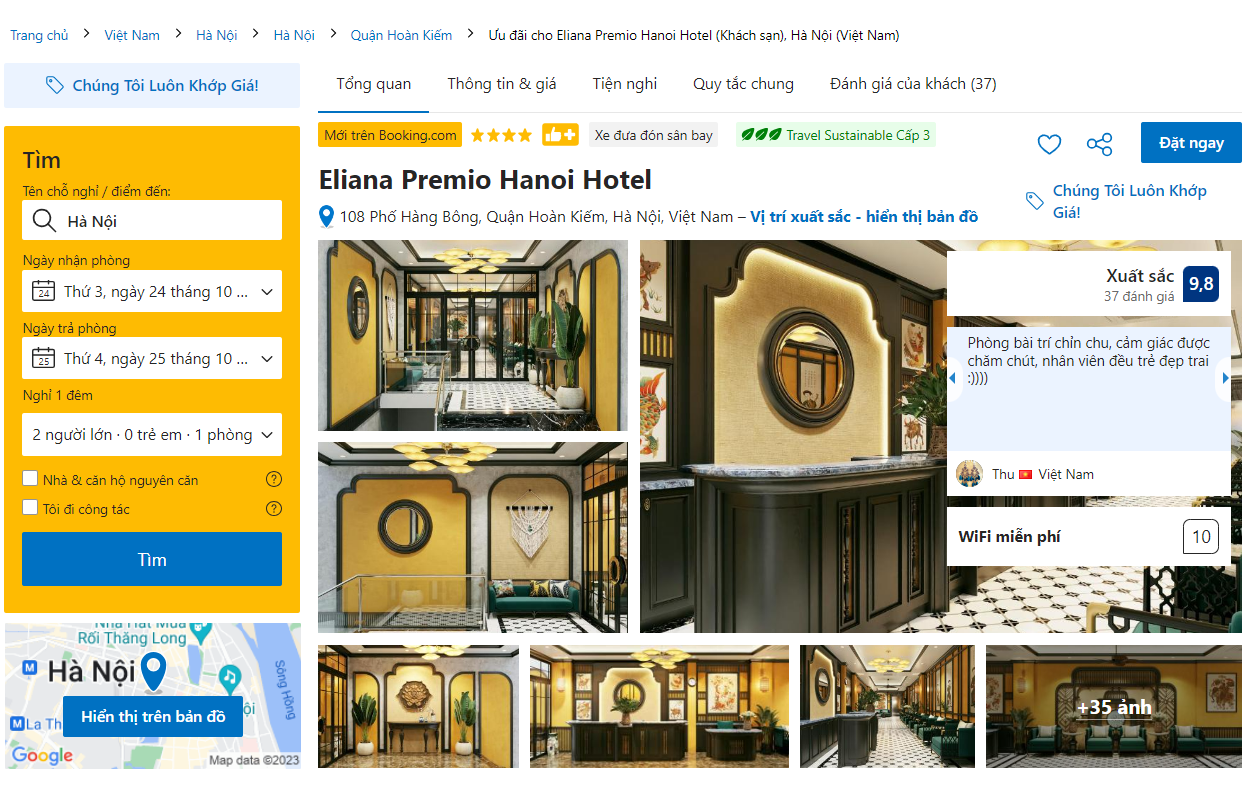 Trang chủ > Việt Nam > Hà Nội > Hà Nội > Quận Hoàn Kiếm > Ưu đãi cho Eliana Premio Hanoi Hotel (Khách sạn), Hà Nội (Việt Nam)
Chúng Tôi Luôn Khớp Giá!
Tìm
Tên chỗ nghỉ / điểm đến:
Hà Nội
Ngày nhận phòng
24 Thứ 3, ngày 24 tháng 10 ...
Ngày trả phòng
25 Thứ 4, ngày 25 tháng 10 ...
Nghỉ 1 đêm
2 người lớn · 0 trẻ em · 1 phòng
Nhà & căn hộ nguyên căn ?
Tôi đi công tác ?
Tìm
Rối Thăng Long
M Hà Nội
Sông Hồng
Hiển thị trên bản đồ
M La Th
ội
Google
Map data ©2023
Tổng quan Thông tin & giá Tiện nghi Quy tắc chung Đánh giá của khách (37)
Mới trên Booking.com Xe đưa đón sân bay Travel Sustainable Cấp 3
Đặt ngay
Eliana Premio Hanoi Hotel
Chúng Tôi Luôn Khớp
Giá!
108 Phố Hàng Bông, Quận Hoàn Kiếm, Hà Nội, Việt Nam – Vị trí xuất sắc - hiển thị bản đồ
Xuất sắc 9,8
37 đánh giá
Phòng bài trí chỉn chu, cảm giác được
chăm chút, nhân viên đều trẻ đẹp trai
:))))
Thu Việt Nam
WiFi miễn phí 10
+35 ảnh